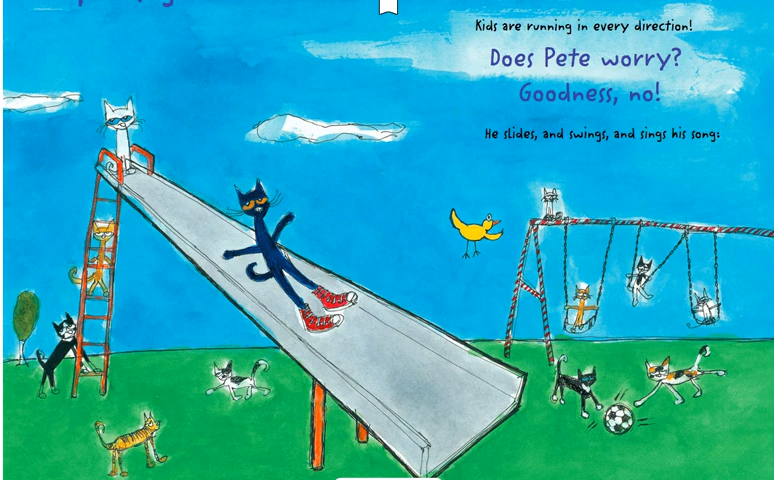 Kids are running in every direction!
Does Pete worry?
Goodness, no!
He slides, and swings, and sings his song: